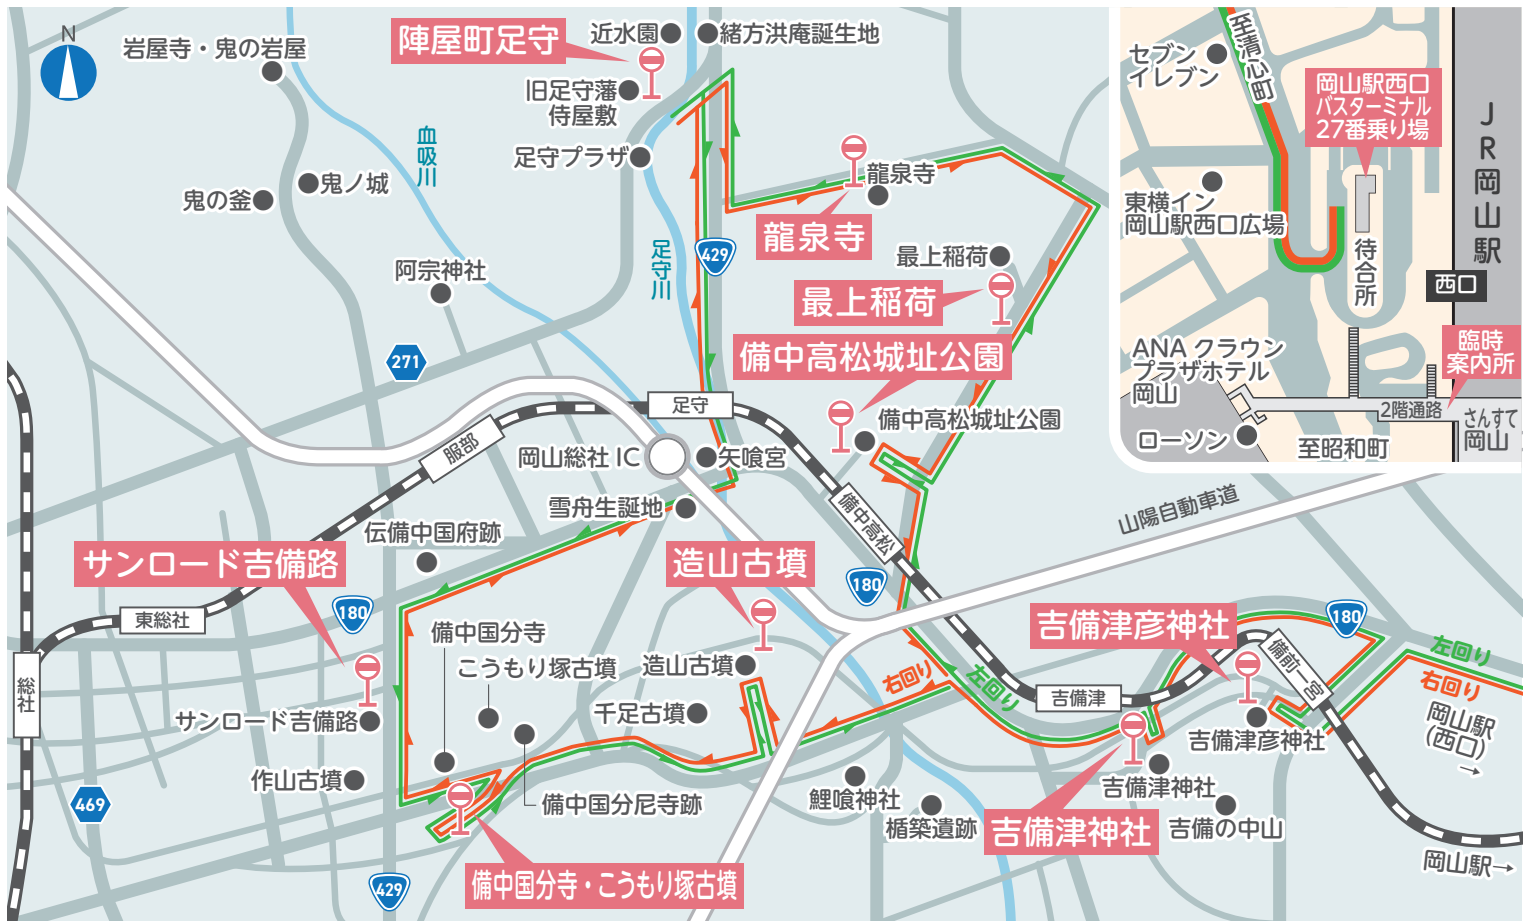 N
岩屋寺・鬼の岩屋
陣屋町足守
近水園
緒方洪庵誕生地
旧足守藩
侍屋敷
足守プラザ
血吸川
鬼ノ城
鬼の釜
阿宗神社
足守川
429
龍泉寺
龍泉寺
最上稲荷
最上稲荷
備中高松城址公園
備中高松城址公園
271
足守
服部
岡山総社 IC
矢喰宮
雪舟生誕地
伝備中国府跡
備中高松
山陽自動車道
サンロード吉備路
造山古墳
180
東総社
180
総社
備中国分寺
こうもり塚古墳
造山古墳
千足古墳
サンロード吉備路
作山古墳
469
備中国分尼寺跡
備中国分寺・こうもり塚古墳
429
右回り
左回り
吉備津
吉備津彦神社
180
備前一宮
左回り
右回り
岡山駅
(西口)
→
吉備津彦神社
吉備津神社
吉備津神社
吉備の中山
鯉喰神社
楯築遺跡
岡山駅→
至清心町
セブン
イレブン
岡山駅西口
バスターミナル
27番乗り場
JR岡山駅
東横イン
岡山駅西口広場
待合所
西口
臨時
案内所
ANA クラウン
プラザホテル
岡山
2階通路
さんすて
岡山
ローソン
至昭和町